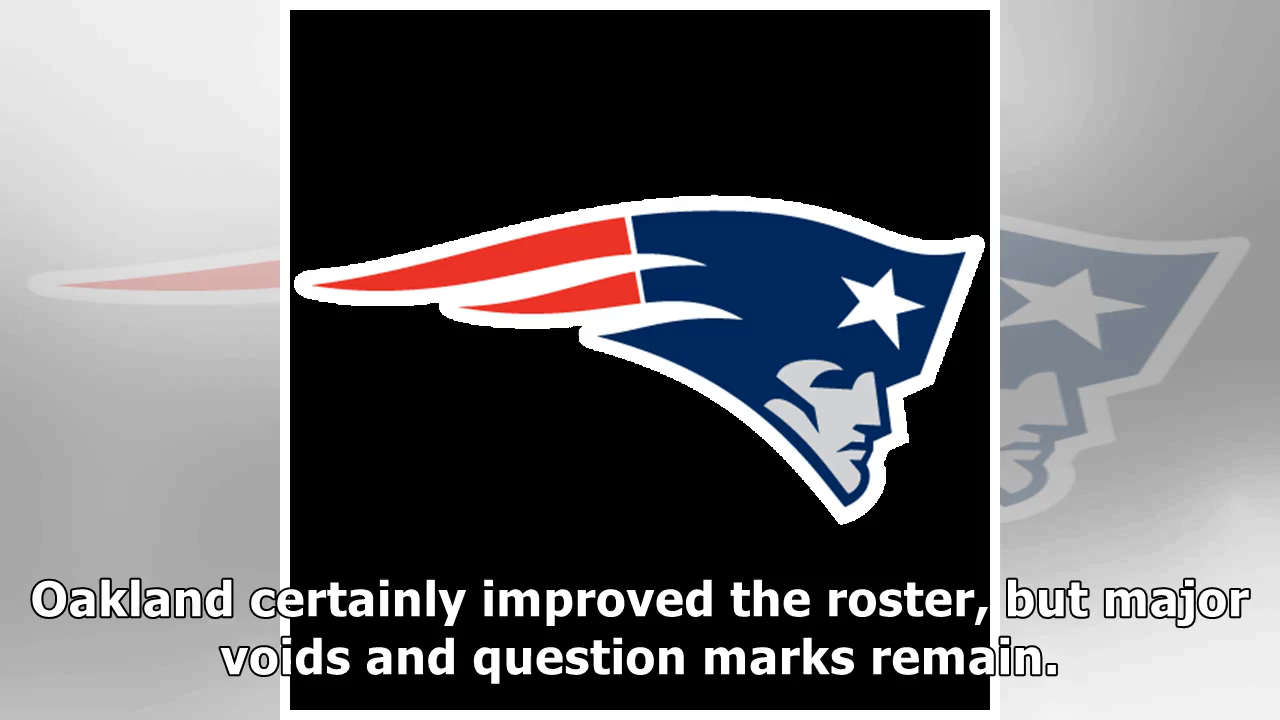 Oakland certainly improved the roster, but major
voids and question marks remain.